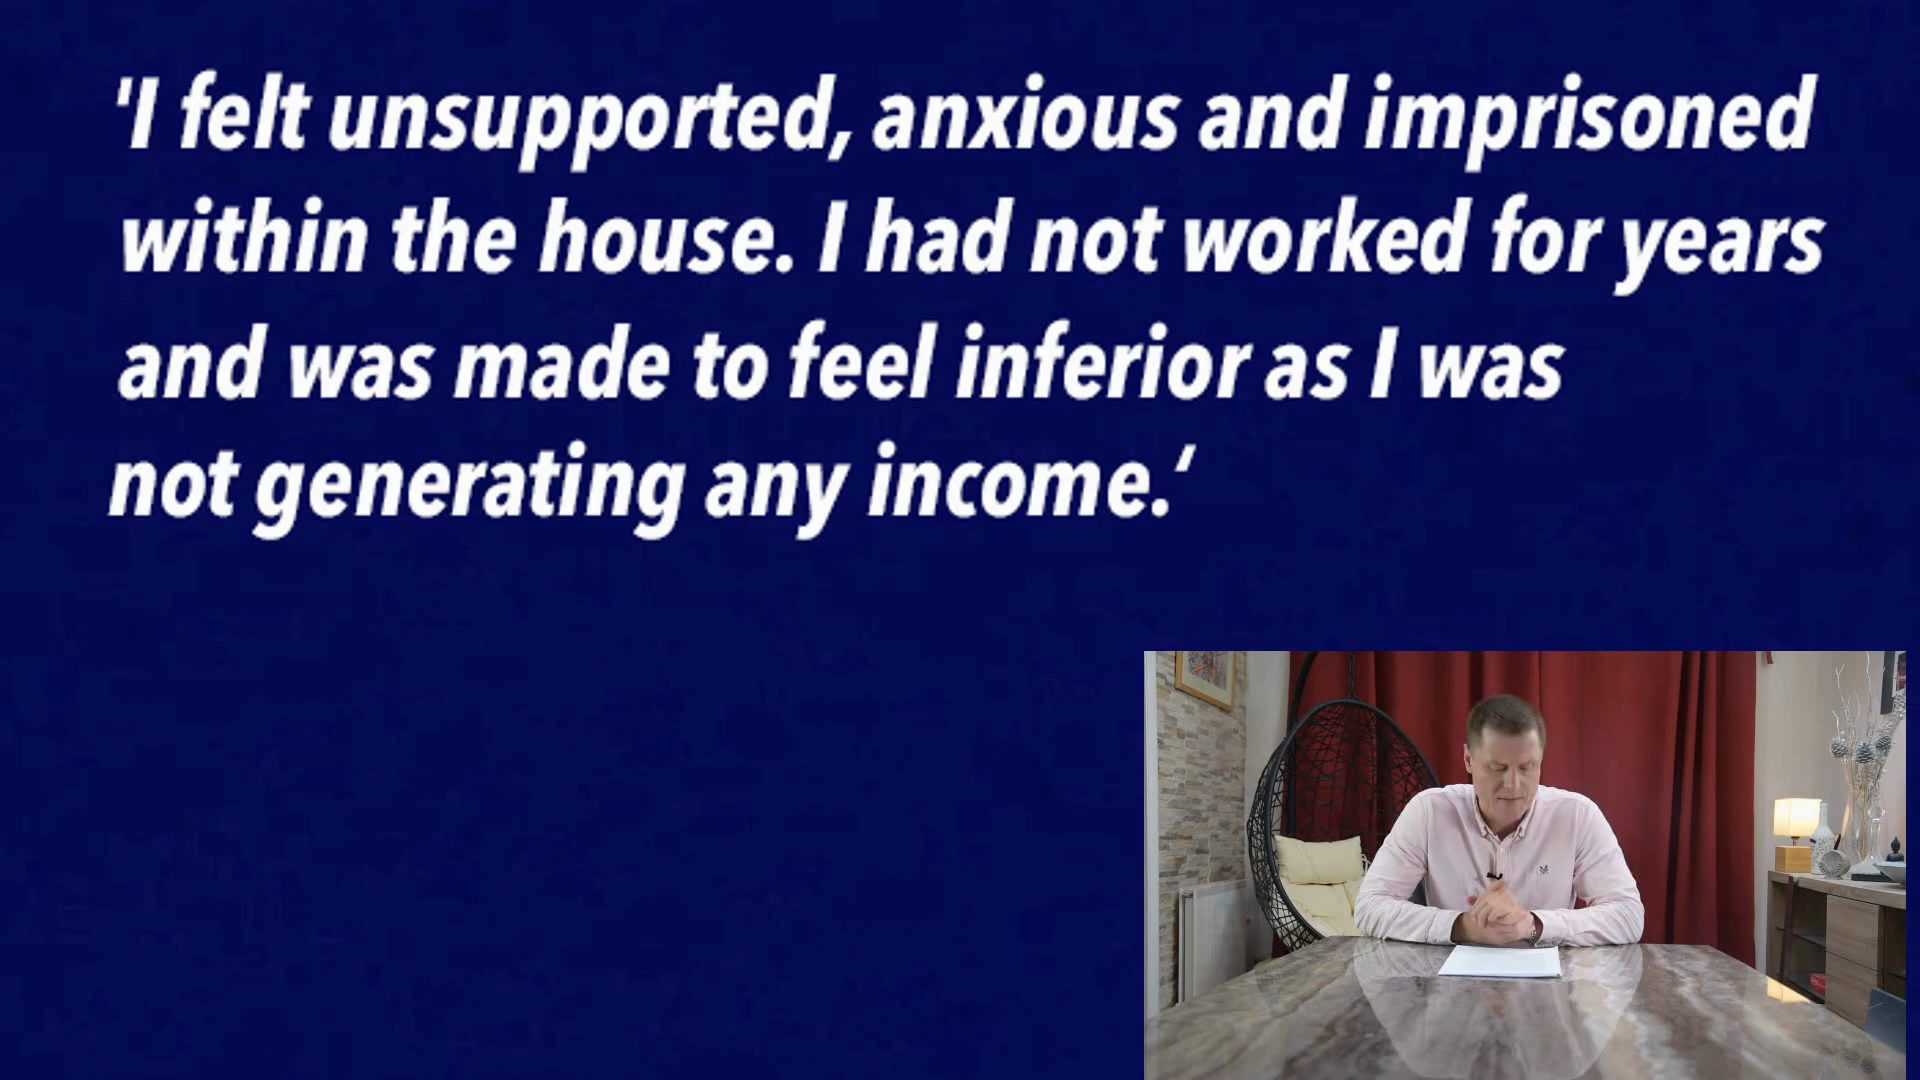 'I felt unsupported, anxious and imprisoned
within the house. I had not worked for years
and was made to feel inferior as I was
not generating any income.’